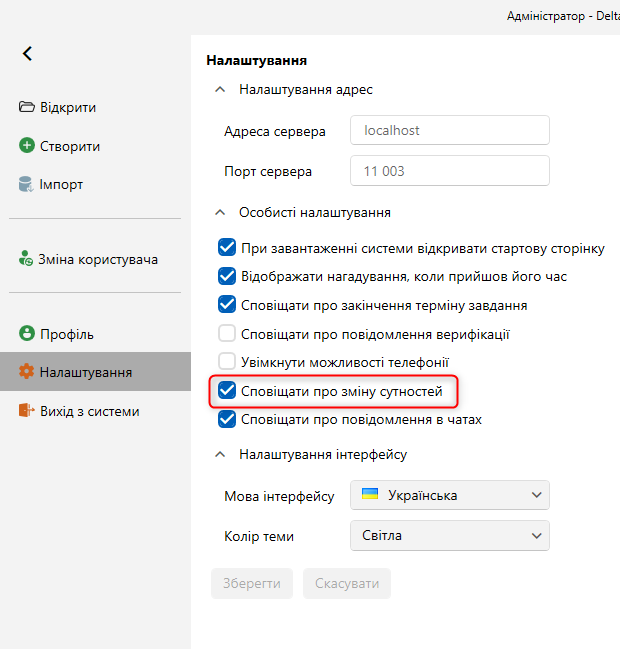 Адміністратор - Delta
Налаштування
Налаштування адрес
Відкрити
Адреса сервера localhost
Створити
Порт сервера 11 003
Імпорт
Особисті налаштування
При завантаженні системи відкривати стартову сторінку
Зміна користувача
Відображати нагадування, коли прийшов його час
Сповіщати про закінчення терміну завдання
Профіль
Сповіщати про повідомлення верифікації
Увімкнути можливості телефонії
Налаштування
Сповіщати про зміну сутностей
Вихід з системи
Сповіщати про повідомлення в чатах
Налаштування інтерфейсу
Мова інтерфейсу Українська
Колір теми Світла
Зберегти Скасувати